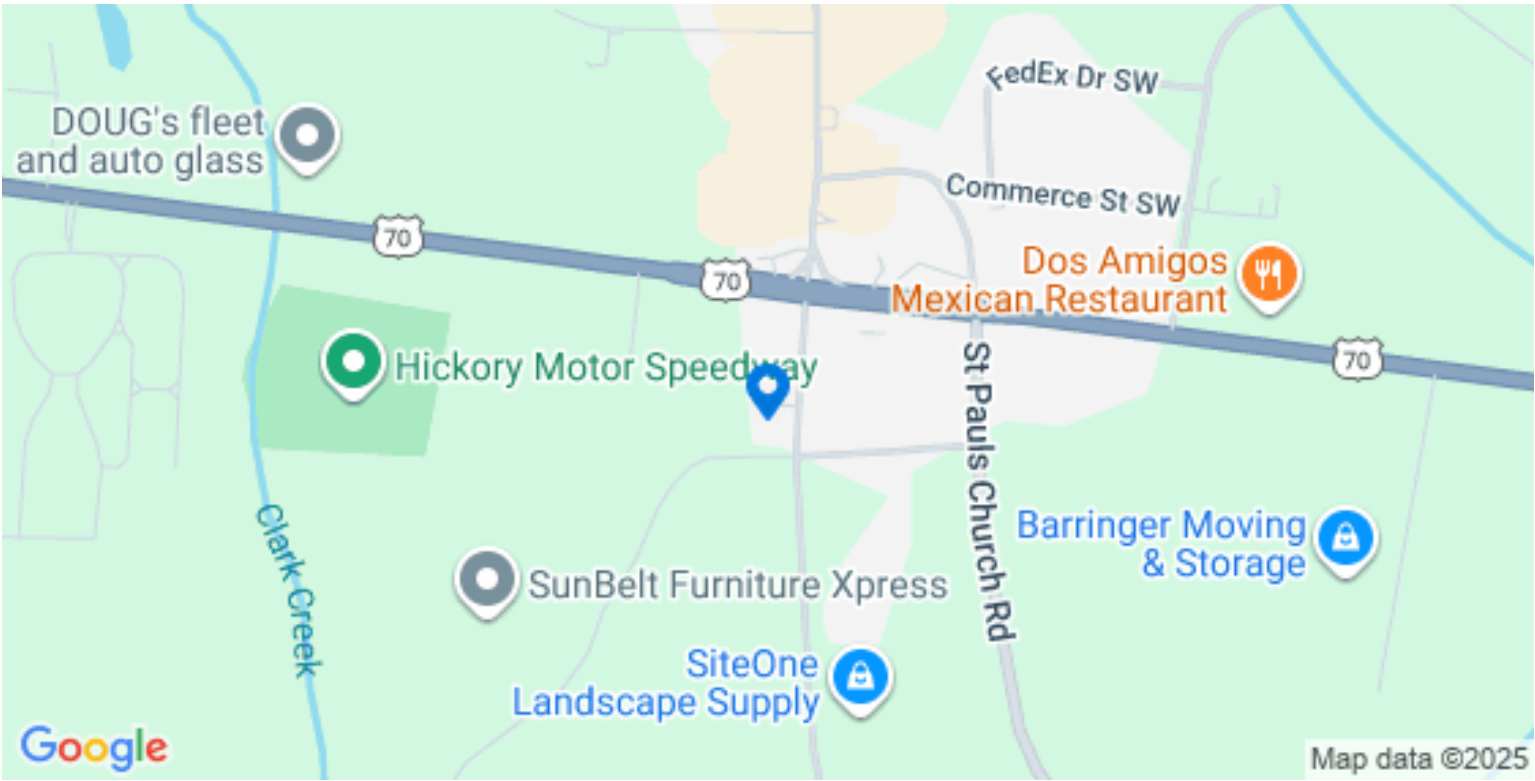 FedEx Dr SW
DOUG's fleet
and auto glass
Commerce St SW
70
70
Dos Amigos
Mexican Restaurant
70
Hickory Motor Speedway
St Pauls Church Rd
Clark Creek
Barringer Moving
& Storage
SunBelt Furniture Xpress
SiteOne
Landscape Supply
Google
Map data ©2025